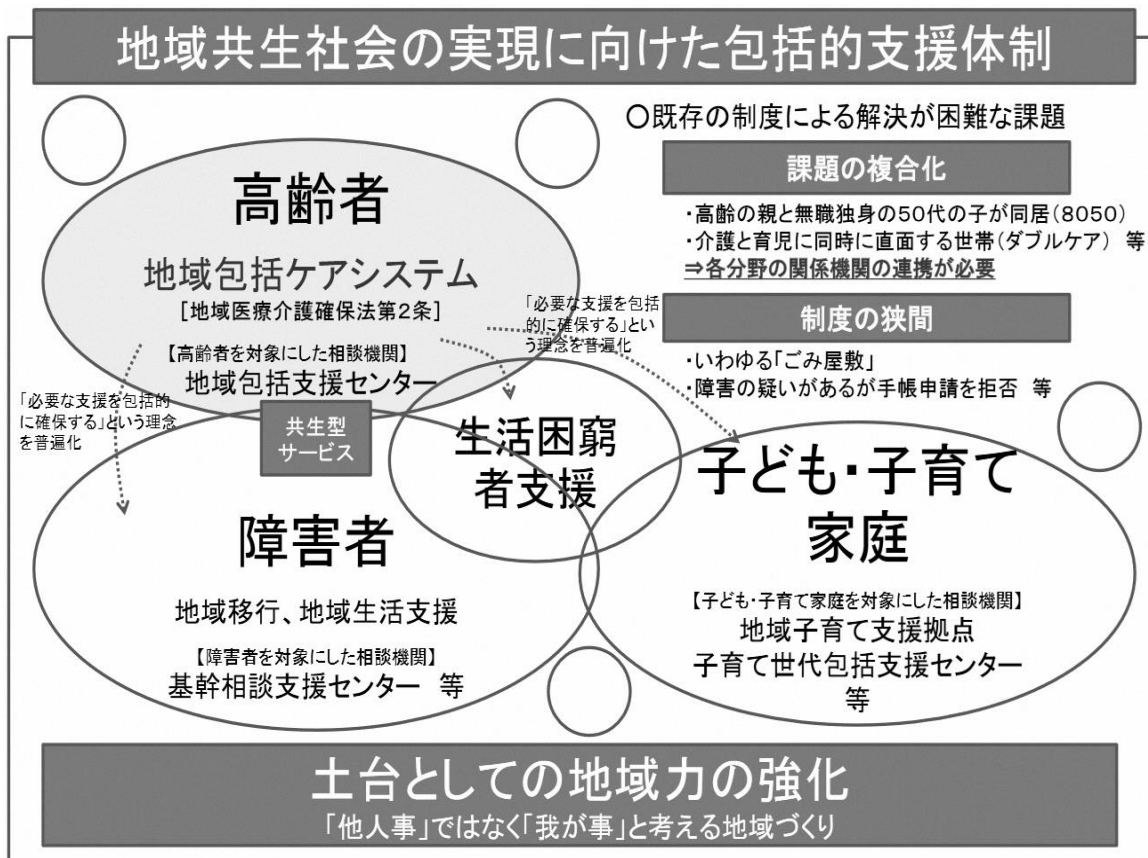 地域共生社会の実現に向けた包括的支援体制
〇既存の制度による解決が困難な課題
課題の複合化
・高齢の親と無職独身の50代の子が同居(8050)
・介護と育児に同時に直面する世帯(ダブルケア) 等
⇒各分野の関係機関の連携が必要
制度の狭間
・いわゆる「ごみ屋敷」
・障害の疑いがあるが手帳申請を拒否 等
高齢者
地域包括ケアシステム
[地域医療介護確保法第2条]
【高齢者を対象にした相談機関】
地域包括支援センター
「必要な支援を包括
的に確保する」とい
う理念を普遍化
「必要な支援を包括的
に確保する」という理念
を普遍化
共生型
サービス
生活困窮
者支援
障害者
地域移行、地域生活支援
【障害者を対象にした相談機関】
基幹相談支援センター 等
子ども・子育て
家庭
【子ども・子育て家庭を対象にした相談機関】
地域子育て支援拠点
子育て世代包括支援センター
等
土台としての地域力の強化
「他人事」ではなく「我が事」と考える地域づくり